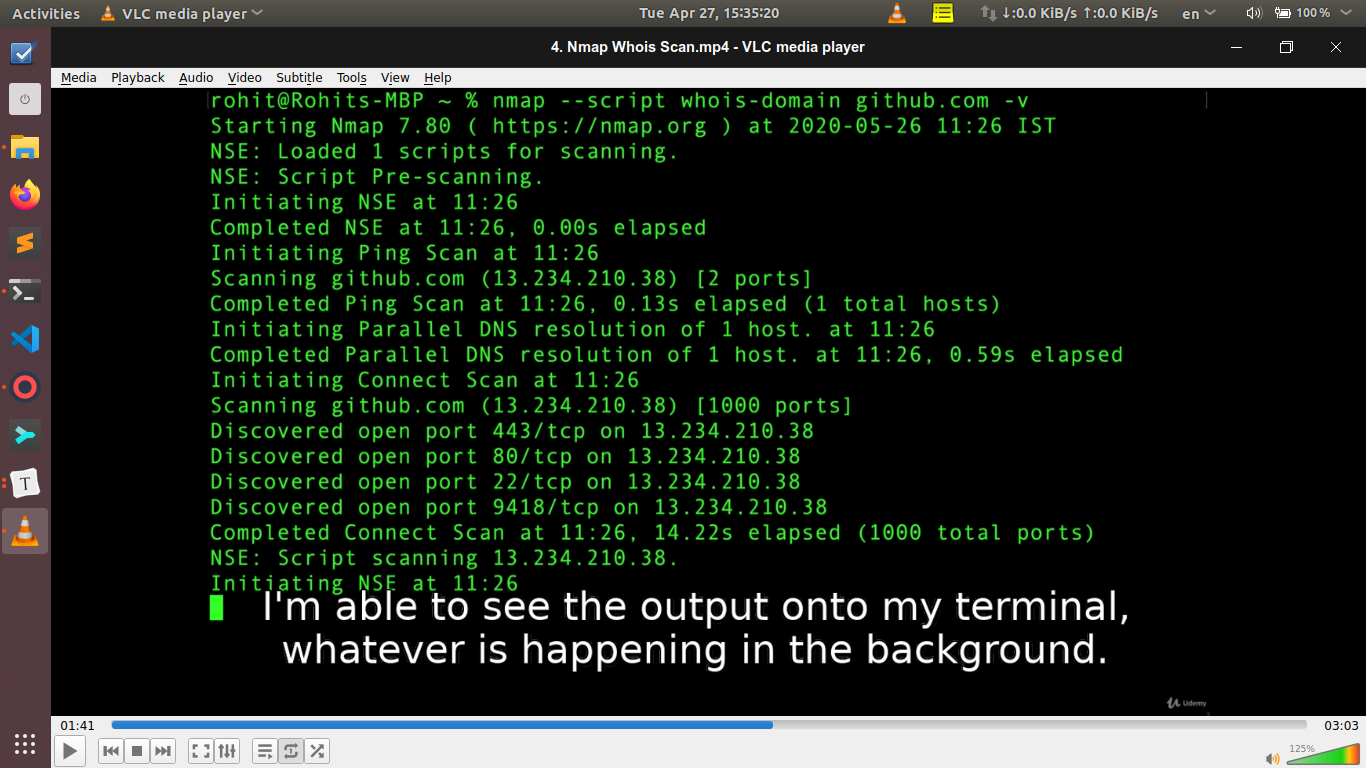 Activities VLC media player Tue Apr 27, 15:35:20 ↓:0.0 KiB/s ↑:0.0 KiB/s en 100 %
4. Nmap Whois Scan.mp4 - VLC media player
Media Playback Audio Video Subtitle Tools View Help
rohit@Rohits-MBP ~ % nmap --script whois-domain github.com -v
Starting Nmap 7.80 ( https://nmap.org ) at 2020-05-26 11:26 IST
NSE: Loaded 1 scripts for scanning.
NSE: Script Pre-scanning.
Initiating NSE at 11:26
Completed NSE at 11:26, 0.00s elapsed
Initiating Ping Scan at 11:26
Scanning github.com (13.234.210.38) [2 ports]
Completed Ping Scan at 11:26, 0.13s elapsed (1 total hosts)
Initiating Parallel DNS resolution of 1 host. at 11:26
Completed Parallel DNS resolution of 1 host. at 11:26, 0.59s elapsed
Initiating Connect Scan at 11:26
Scanning github.com (13.234.210.38) [1000 ports]
Discovered open port 443/tcp on 13.234.210.38
Discovered open port 80/tcp on 13.234.210.38
Discovered open port 22/tcp on 13.234.210.38
Discovered open port 9418/tcp on 13.234.210.38
Completed Connect Scan at 11:26, 14.22s elapsed (1000 total ports)
NSE: Script scanning 13.234.210.38.
Initiating NSE at 11:26
I'm able to see the output onto my terminal,
whatever is happening in the background.
Udemy
01:41 03:03
125%